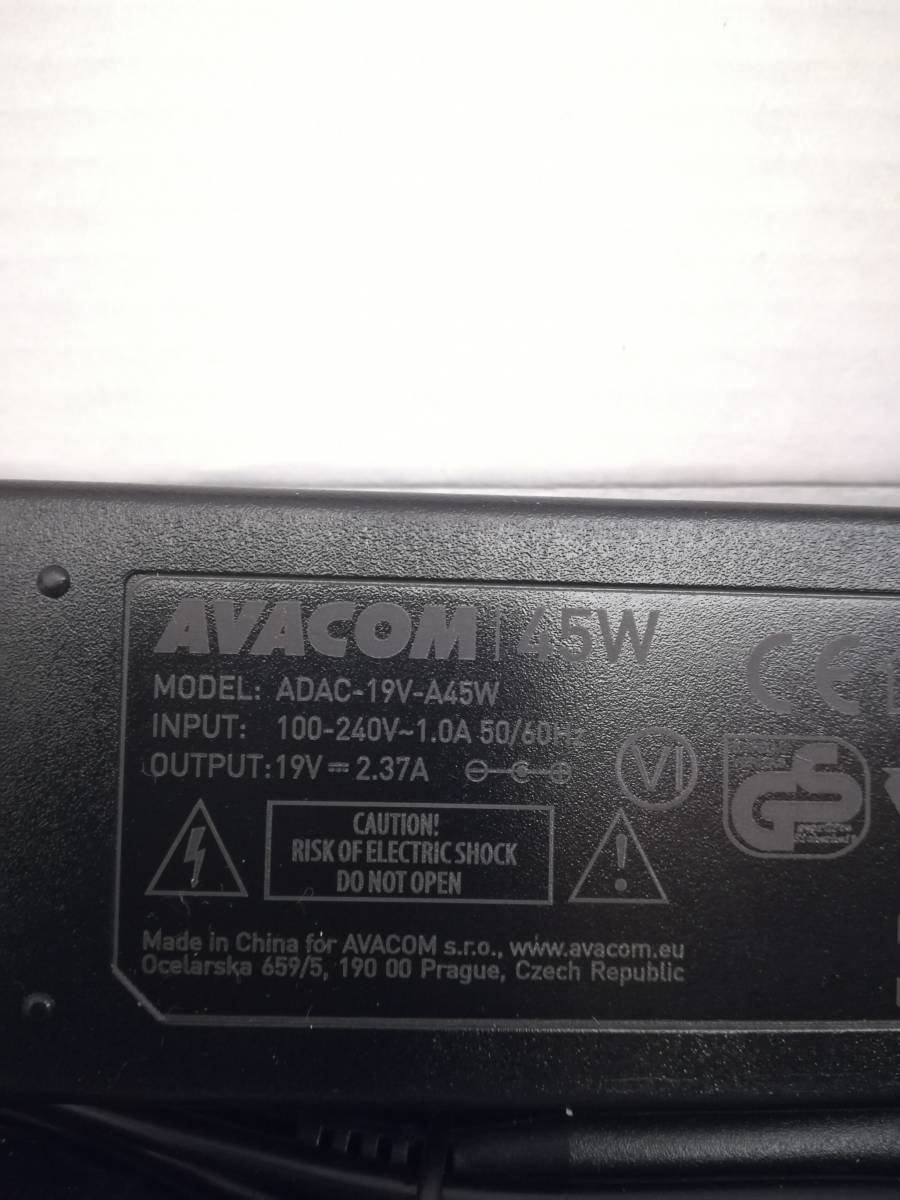 AVACOM | 45W
MODEL: ADAC-19V-A45W
INPUT: 100-240V~1.0A 50/60Hz
OUTPUT: 19V⎓2.37A
VI
CE
GS
CAUTION!
RISK OF ELECTRIC SHOCK
DO NOT OPEN
!
Made in China for AVACOM s.r.o., www.avacom.eu
Ocelářska 659/5, 190 00 Prague, Czech Republic